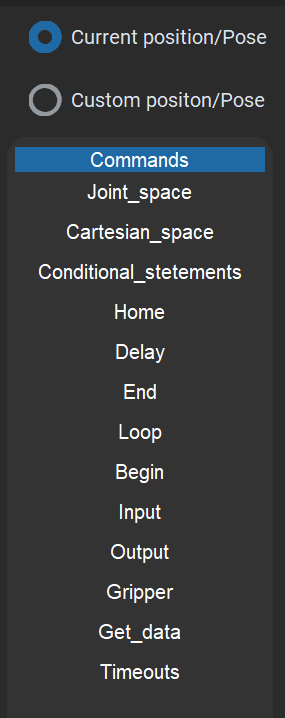 Current position/Pose
Custom positon/Pose
Commands
Joint_space
Cartesian_space
Conditional_stetements
Home
Delay
End
Loop
Begin
Input
Output
Gripper
Get_data
Timeouts